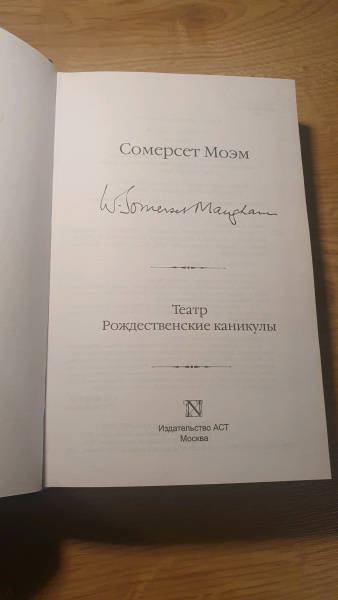 Сомерсет Моэм
W. Somerset Maugham
Театр
Рождественские каникулы
N
Издательство АСТ
Москва